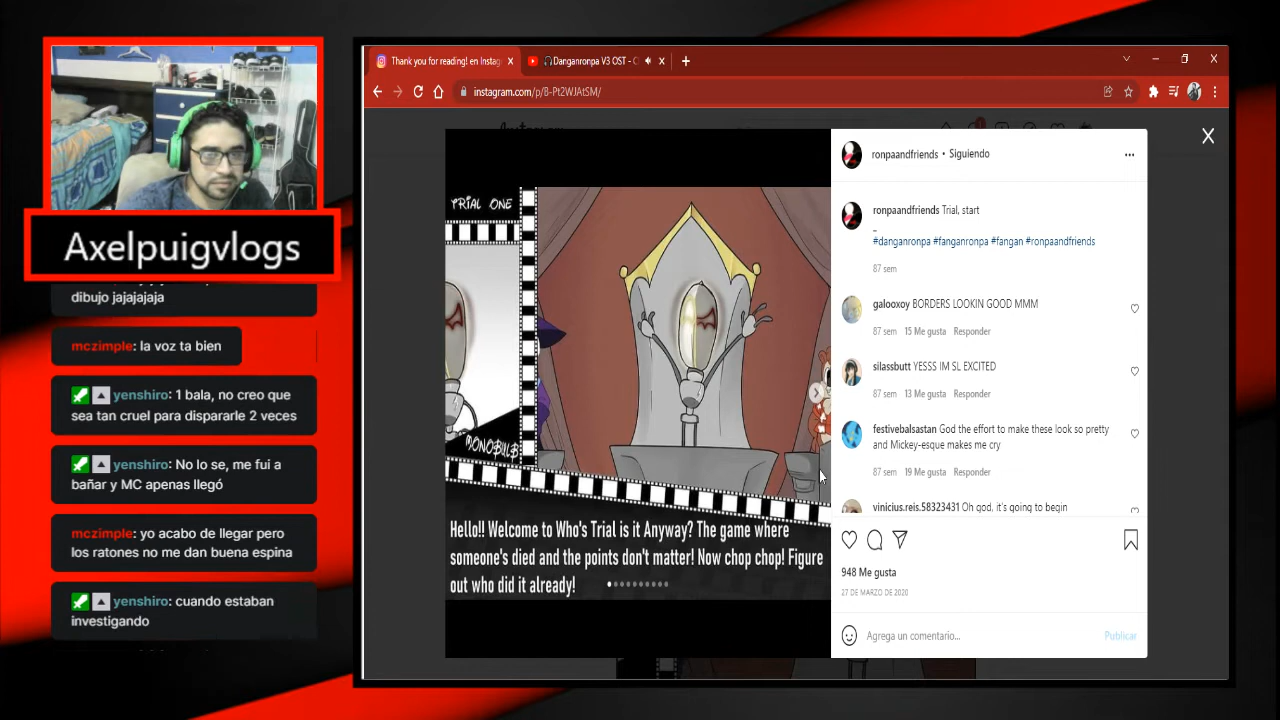 Axelpuigvlogs
dibujo jajajajaja
mczimple: la voz ta bien
yenshiro: 1 bala, no creo que
sea tan cruel para dispararle 2 veces
yenshiro: No lo se, me fui a
bañar y MC apenas llegó
mczimple: yo acabo de llegar pero
los ratones no me dan buena espina
yenshiro: cuando estaban
investigando
Thank you for reading! en Instag
Danganronpa V3 OST - C
instagram.com/p/B-Pt2WJAtSM/
TRIAL ONE
MONOBULB
Hello!! Welcome to Who's Trial is it Anyway? The game where
someone's died and the points don't matter! Now chop chop! Figure
out who did it already!
ronpaandfriends • Siguiendo
ronpaandfriends Trial, start
_
#danganronpa #fanganronpa #fangan #ronpaandfriends
87 sem
galooxoy BORDERS LOOKIN GOOD MMM
87 sem 15 Me gusta Responder
silassbutt YESSS IM SL EXCITED
87 sem 13 Me gusta Responder
festivebalsastan God the effort to make these look so pretty
and Mickey-esque makes me cry
87 sem 19 Me gusta Responder
vinicius.reis.58323431 Oh god, it's going to begin
948 Me gusta
27 DE MARZO DE 2020
Agrega un comentario...
Publicar